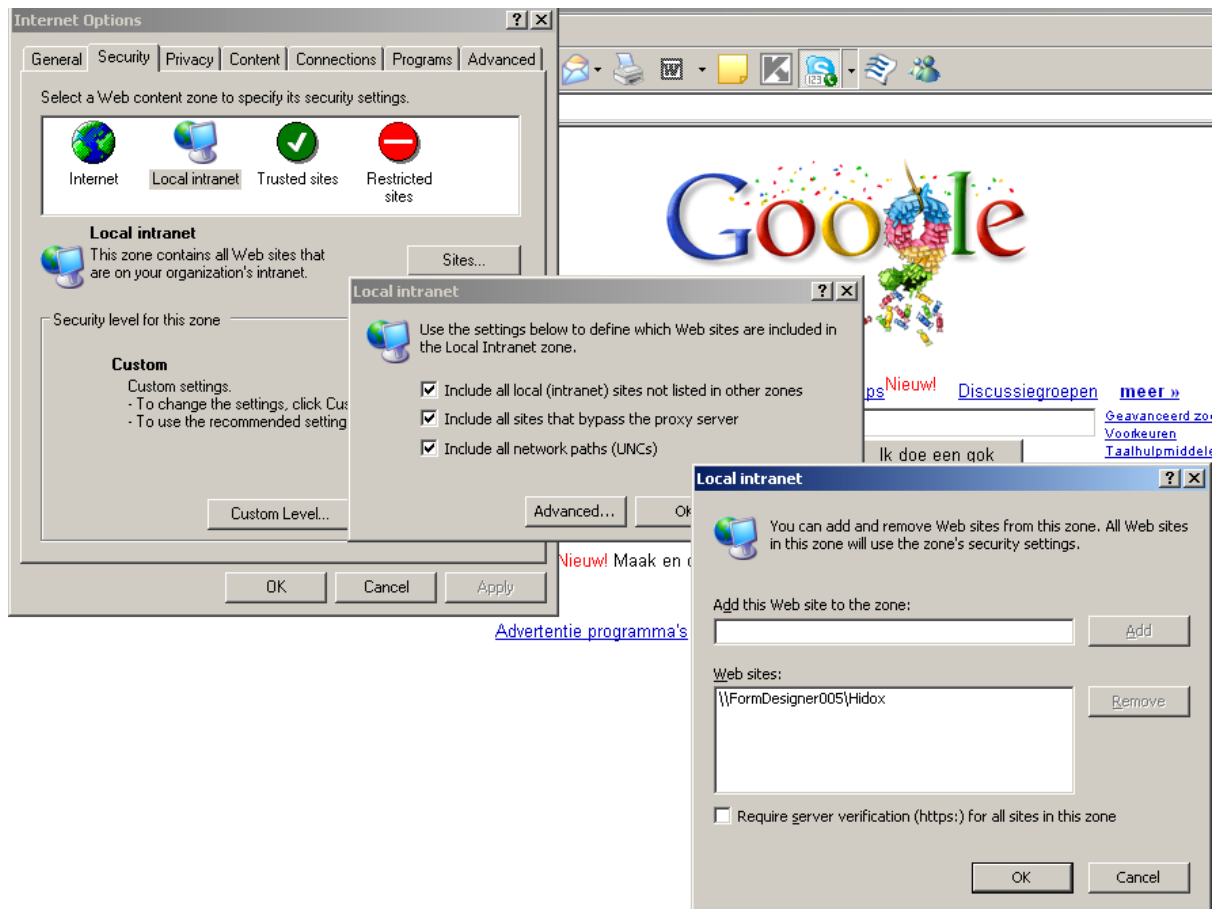 Internet Options
General Security Privacy Content Connections Programs Advanced
Select a Web content zone to specify its security settings.
Internet Local intranet Trusted sites Restricted
sites
Local intranet
This zone contains all Web sites that
are on your organization's intranet.
Sites...
Security level for this zone
Custom
Custom settings.
- To change the settings, click Cus
- To use the recommended setting
Custom Level...
OK Cancel Apply
Local intranet
Use the settings below to define which Web sites are included in
the Local Intranet zone.
Include all local (intranet) sites not listed in other zones
Include all sites that bypass the proxy server
Include all network paths (UNCs)
Advanced... OK
123
Google
ps Nieuw! Discussiegroepen meer »
Geavanceerd zoe
Voorkeuren
Taalhulpmiddele
Ik doe een gok
Nieuw! Maak en
Advertentie programma's
Local intranet
You can add and remove Web sites from this zone. All Web sites
in this zone will use the zone's security settings.
Add this Web site to the zone:
Add
Web sites:
\\FormDesigner005\Hidox
Remove
Require server verification (https:) for all sites in this zone
OK Cancel